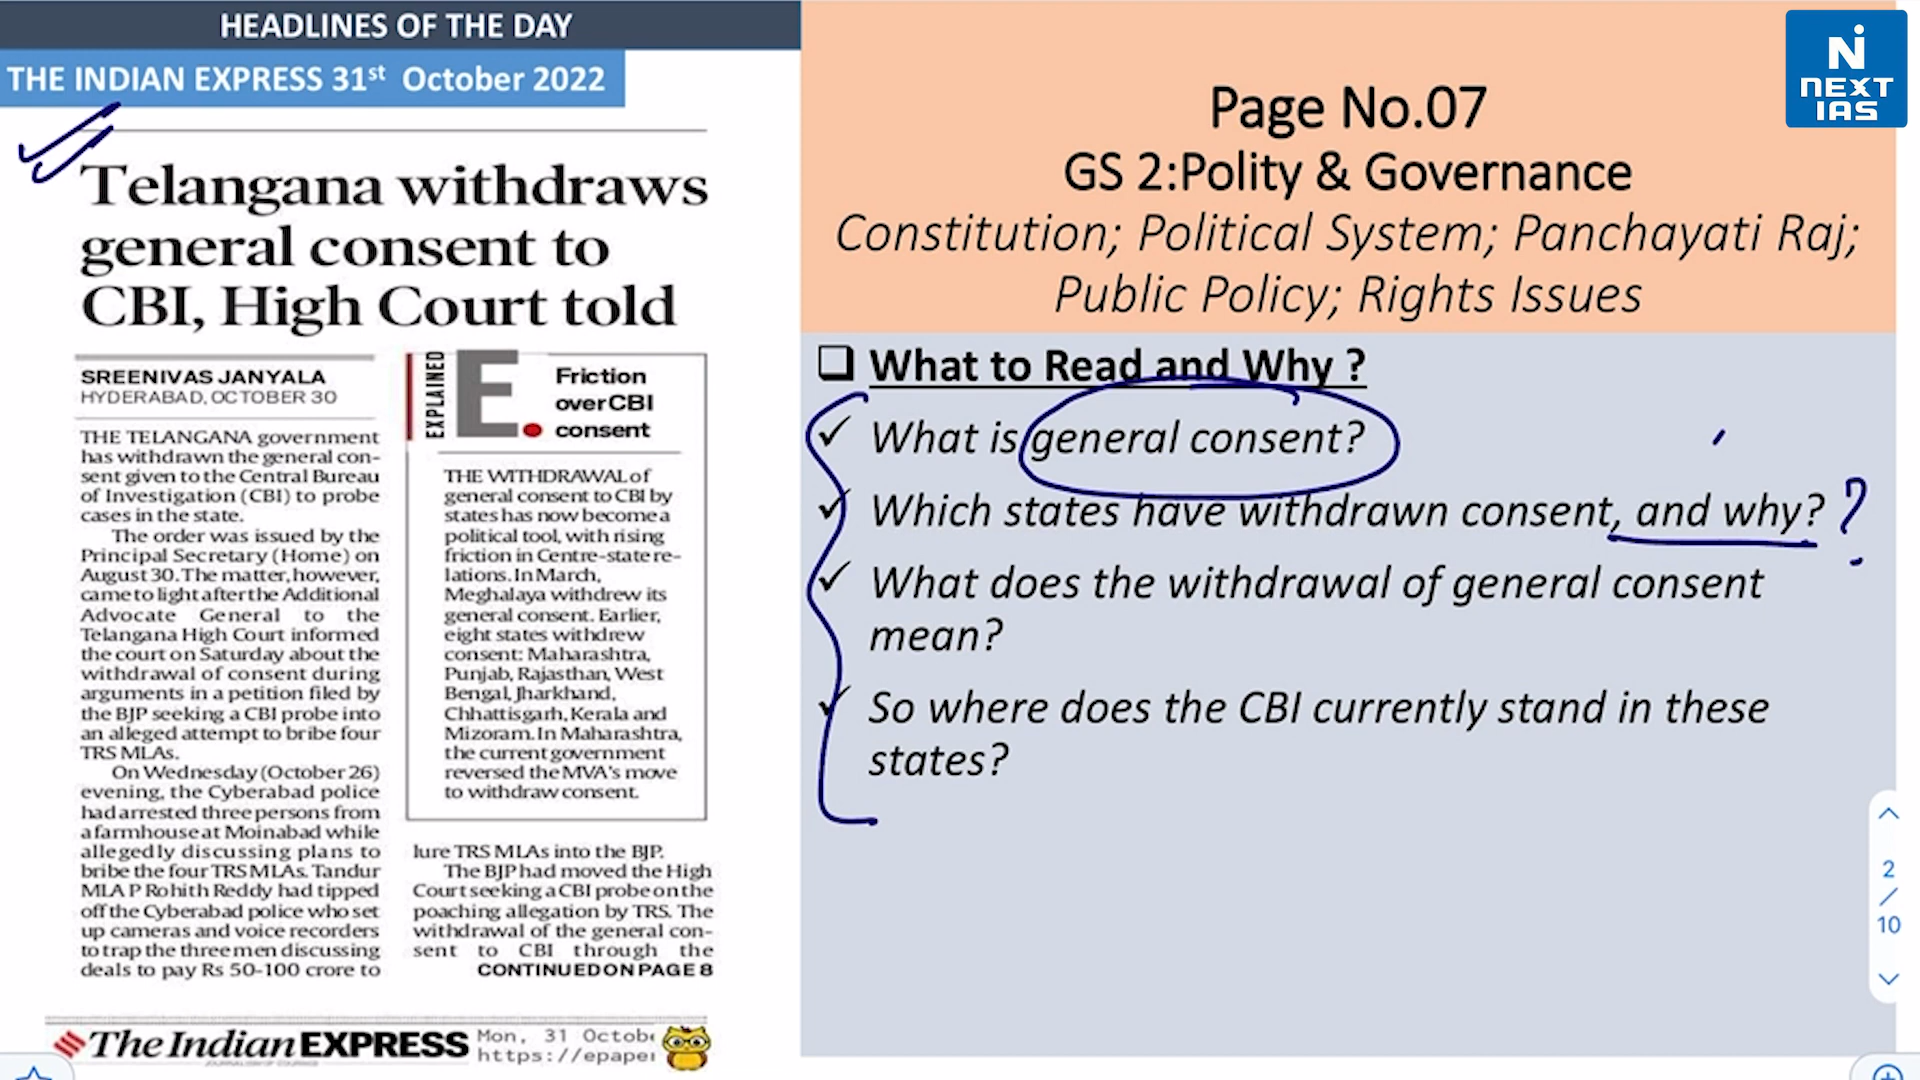 HEADLINES OF THE DAY
THE INDIAN EXPRESS 31st October 2022
Telangana withdraws
general consent to
CBI, High Court told
SREENIVAS JANYALA
HYDERABAD, OCTOBER 30
THE TELANGANA government
has withdrawn the general con-
sent given to the Central Bureau
of Investigation (CBI) to probe
cases in the state.
The order was issued by the
Principal Secretary (Home) on
August 30. The matter, however,
came to light after the Additional
Advocate General to the
Telangana High Court informed
the court on Saturday about the
withdrawal of consent during
arguments in a petition filed by
the BJP seeking a CBI probe into
an alleged attempt to bribe four
TRS MLAs.
On Wednesday (October 26)
evening, the Cyberabad police
had arrested three persons from
a farmhouse at Moinabad while
allegedly discussing plans to
bribe the four TRS MLAs. Tandur
MLA P Rohith Reddy had tipped
off the Cyberabad police who set
up cameras and voice recorders
to trap the three men discussing
deals to pay Rs 50-100 crore to
EXPLAINED
E.
Friction
over CBI
consent
THE WITHDRAWAL of
general consent to CBI by
states has now become a
political tool, with rising
friction in Centre-state re-
lations. In March,
Meghalaya withdrew its
general consent. Earlier,
eight states withdrew
consent: Maharashtra,
Punjab, Rajasthan, West
Bengal, Jharkhand,
Chhattisgarh, Kerala and
Mizoram. In Maharashtra,
the current government
reversed the MVA's move
to withdraw consent.
lure TRS MLAs into the BJP.
The BJP had moved the High
Court seeking a CBI probe on the
poaching allegation by TRS. The
withdrawal of the general con-
sent to CBI through the
CONTINUED ON PAGE 8
The Indian EXPRESS
JOURNALISM OF COURAGE
Mon, 31 Octob
https://epape
Page No.07
GS 2:Polity & Governance
Constitution; Political System; Panchayati Raj;
Public Policy; Rights Issues
NEXT
IAS
What to Read and Why ?
What is general consent?
Which states have withdrawn consent, and why? ?
What does the withdrawal of general consent
mean?
So where does the CBI currently stand in these
states?
2
/
10